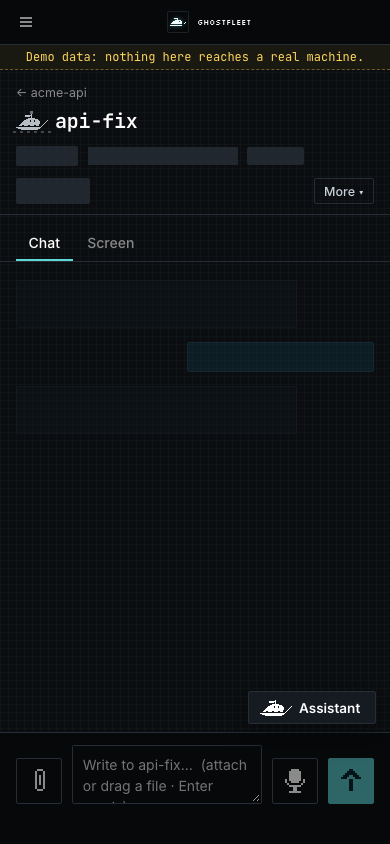 GHOSTFLEET
Demo data: nothing here reaches a real machine.
← acme-api
api-fix
More ▾
Chat Screen
Assistant
Write to api-fix… (attach
or drag a file · Enter